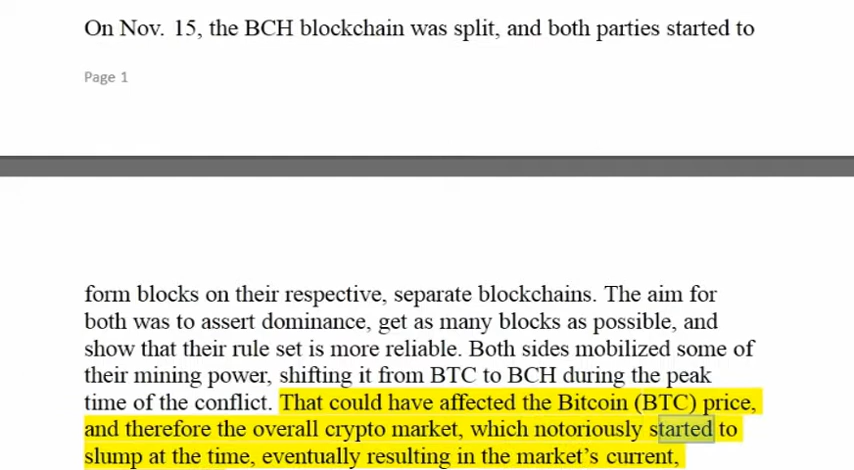 On Nov. 15, the BCH blockchain was split, and both parties started to
Page 1
form blocks on their respective, separate blockchains. The aim for
both was to assert dominance, get as many blocks as possible, and
show that their rule set is more reliable. Both sides mobilized some of
their mining power, shifting it from BTC to BCH during the peak
time of the conflict. That could have affected the Bitcoin (BTC) price,
and therefore the overall crypto market, which notoriously started to
slump at the time, eventually resulting in the market’s current,